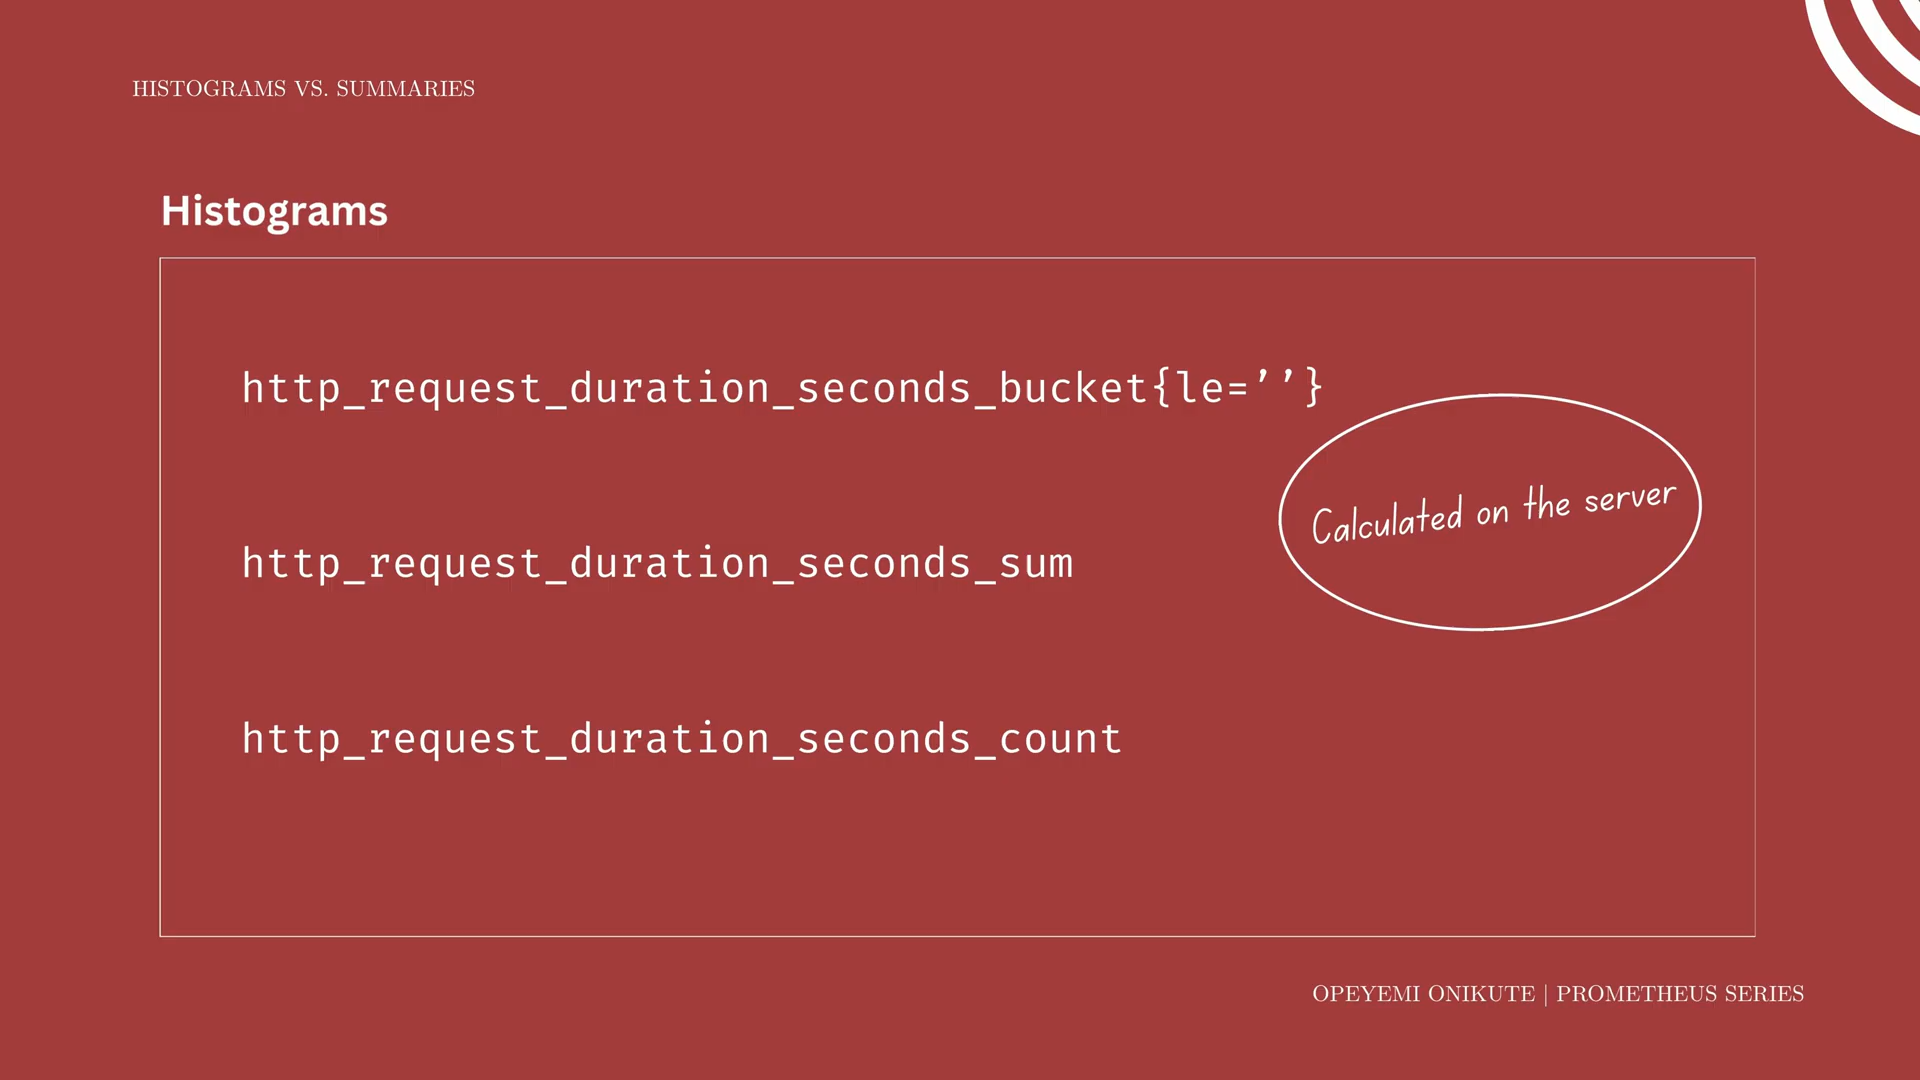 HISTOGRAMS VS. SUMMARIES
Histograms
http_request_duration_seconds_bucket{le=’’}
Calculated on the server
http_request_duration_seconds_sum
http_request_duration_seconds_count
OPEYEMI ONIKUTE | PROMETHEUS SERIES